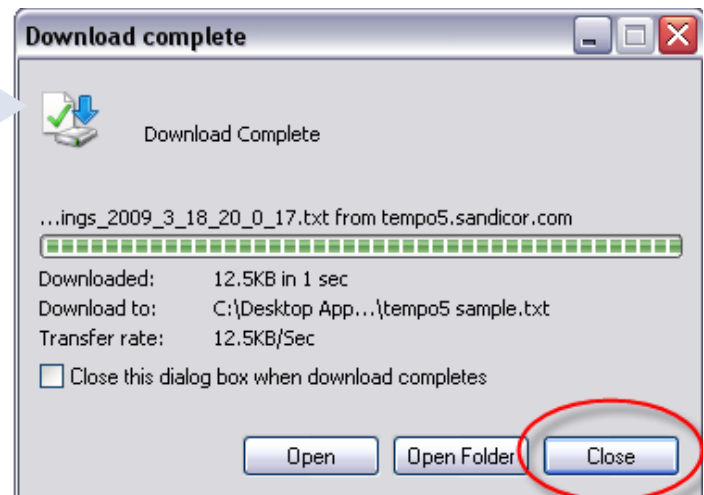 Download complete
Download Complete
...ings_2009_3_18_20_0_17.txt from tempo5.sandicor.com
Downloaded: 12.5KB in 1 sec
Download to: C:\Desktop App...\tempo5 sample.txt
Transfer rate: 12.5KB/Sec
Close this dialog box when download completes
Open Open Folder Close